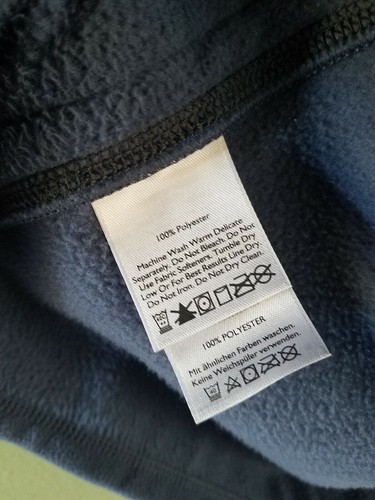 100% Polyester
Machine Wash Warm Delicate
Separately. Do Not Bleach. Do Not
Use Fabric Softeners. Tumble Dry
Low Or For Best Results Line Dry.
Do Not Iron. Do Not Dry Clean.
40
100% POLYESTER
Mit ähnlichen Farben waschen.
Keine Weichspüler verwenden.
40